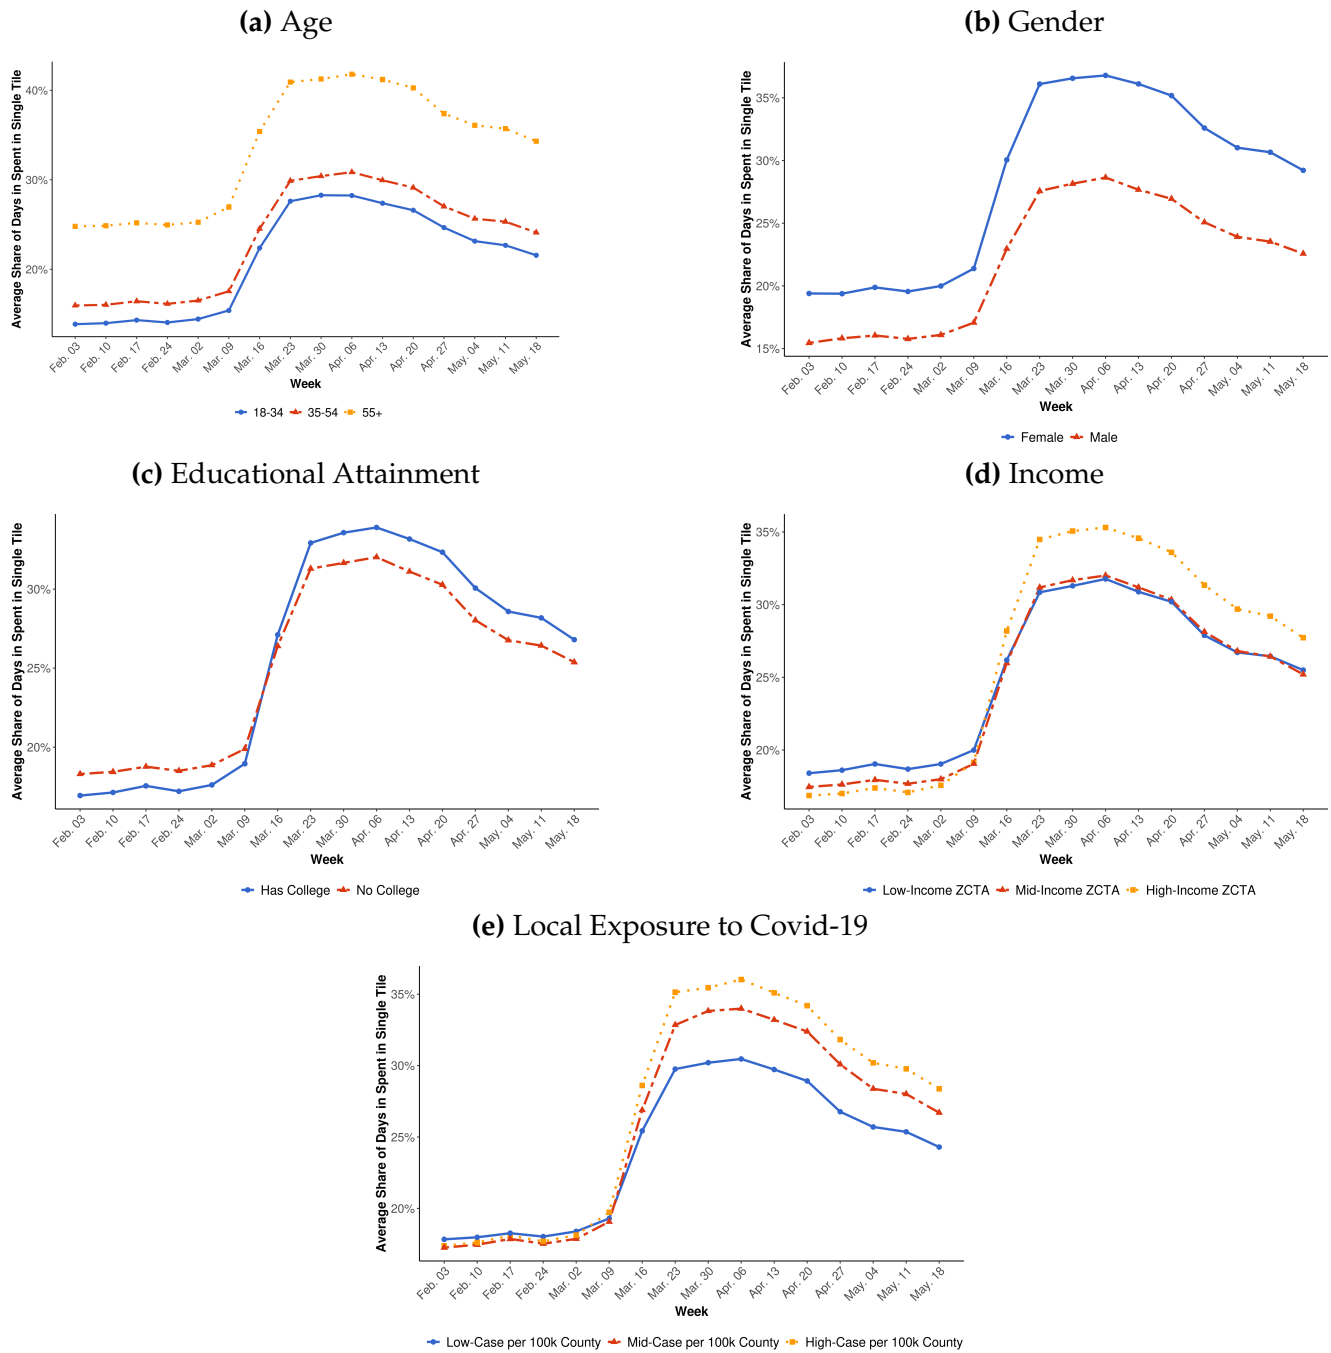 (a) Age
Average Share of Days in Spent in Single Tile
40%
30%
20%
Feb. 03
Feb. 10
Feb. 17
Feb. 24
Mar. 02
Mar. 09
Mar. 16
Mar. 23
Mar. 30
Apr. 06
Apr. 13
Apr. 20
Apr. 27
May. 04
May. 11
May. 18
Week
18-34 35-54 55+
(b) Gender
Average Share of Days in Spent in Single Tile
35%
30%
25%
20%
15%
Feb. 03
Feb. 10
Feb. 17
Feb. 24
Mar. 02
Mar. 09
Mar. 16
Mar. 23
Mar. 30
Apr. 06
Apr. 13
Apr. 20
Apr. 27
May. 04
May. 11
May. 18
Week
Female Male
(c) Educational Attainment
Average Share of Days in Spent in Single Tile
30%
25%
20%
Feb. 03
Feb. 10
Feb. 17
Feb. 24
Mar. 02
Mar. 09
Mar. 16
Mar. 23
Mar. 30
Apr. 06
Apr. 13
Apr. 20
Apr. 27
May. 04
May. 11
May. 18
Week
Has College No College
(d) Income
Average Share of Days in Spent in Single Tile
35%
30%
25%
20%
Feb. 03
Feb. 10
Feb. 17
Feb. 24
Mar. 02
Mar. 09
Mar. 16
Mar. 23
Mar. 30
Apr. 06
Apr. 13
Apr. 20
Apr. 27
May. 04
May. 11
May. 18
Week
Low-Income ZCTA Mid-Income ZCTA High-Income ZCTA
(e) Local Exposure to Covid-19
Average Share of Days in Spent in Single Tile
35%
30%
25%
20%
Feb. 03
Feb. 10
Feb. 17
Feb. 24
Mar. 02
Mar. 09
Mar. 16
Mar. 23
Mar. 30
Apr. 06
Apr. 13
Apr. 20
Apr. 27
May. 04
May. 11
May. 18
Week
Low-Case per 100k County Mid-Case per 100k County High-Case per 100k County